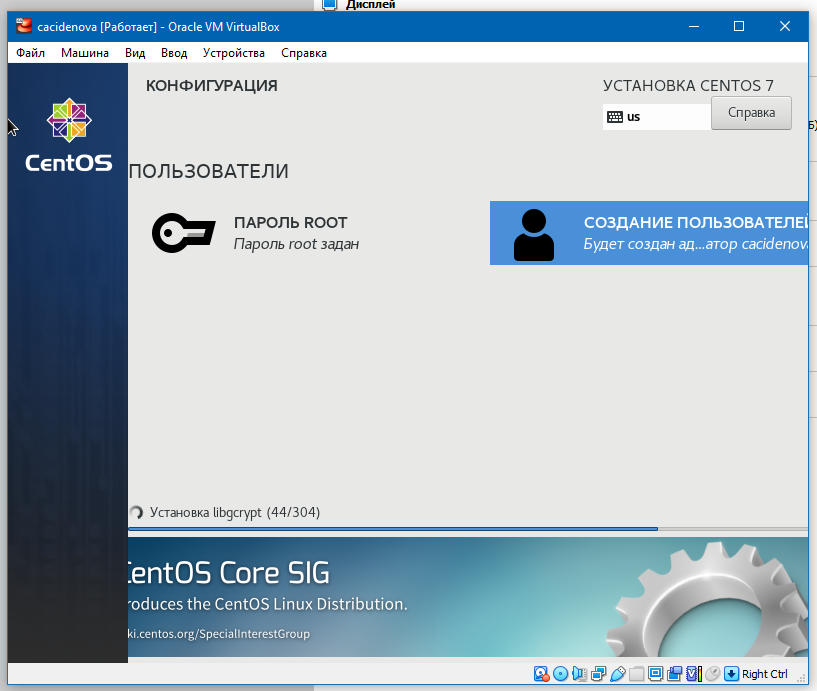 Дисплей
cacidenova [Работает] - Oracle VM VirtualBox
Файл Машина Вид Ввод Устройства Справка
КОНФИГУРАЦИЯ
УСТАНОВКА CENTOS 7
us
Справка
Б)
CentOS
ПОЛЬЗОВАТЕЛИ
ПАРОЛЬ ROOT
Пароль root задан
СОЗДАНИЕ ПОЛЬЗОВАТЕЛЕЙ
Будет создан ад...атор cacidenova
Установка libgcrypt (44/304)
CentOS Core SIG
roduces the CentOS Linux Distribution.
ki.centos.org/SpecialInterestGroup
Right Ctrl